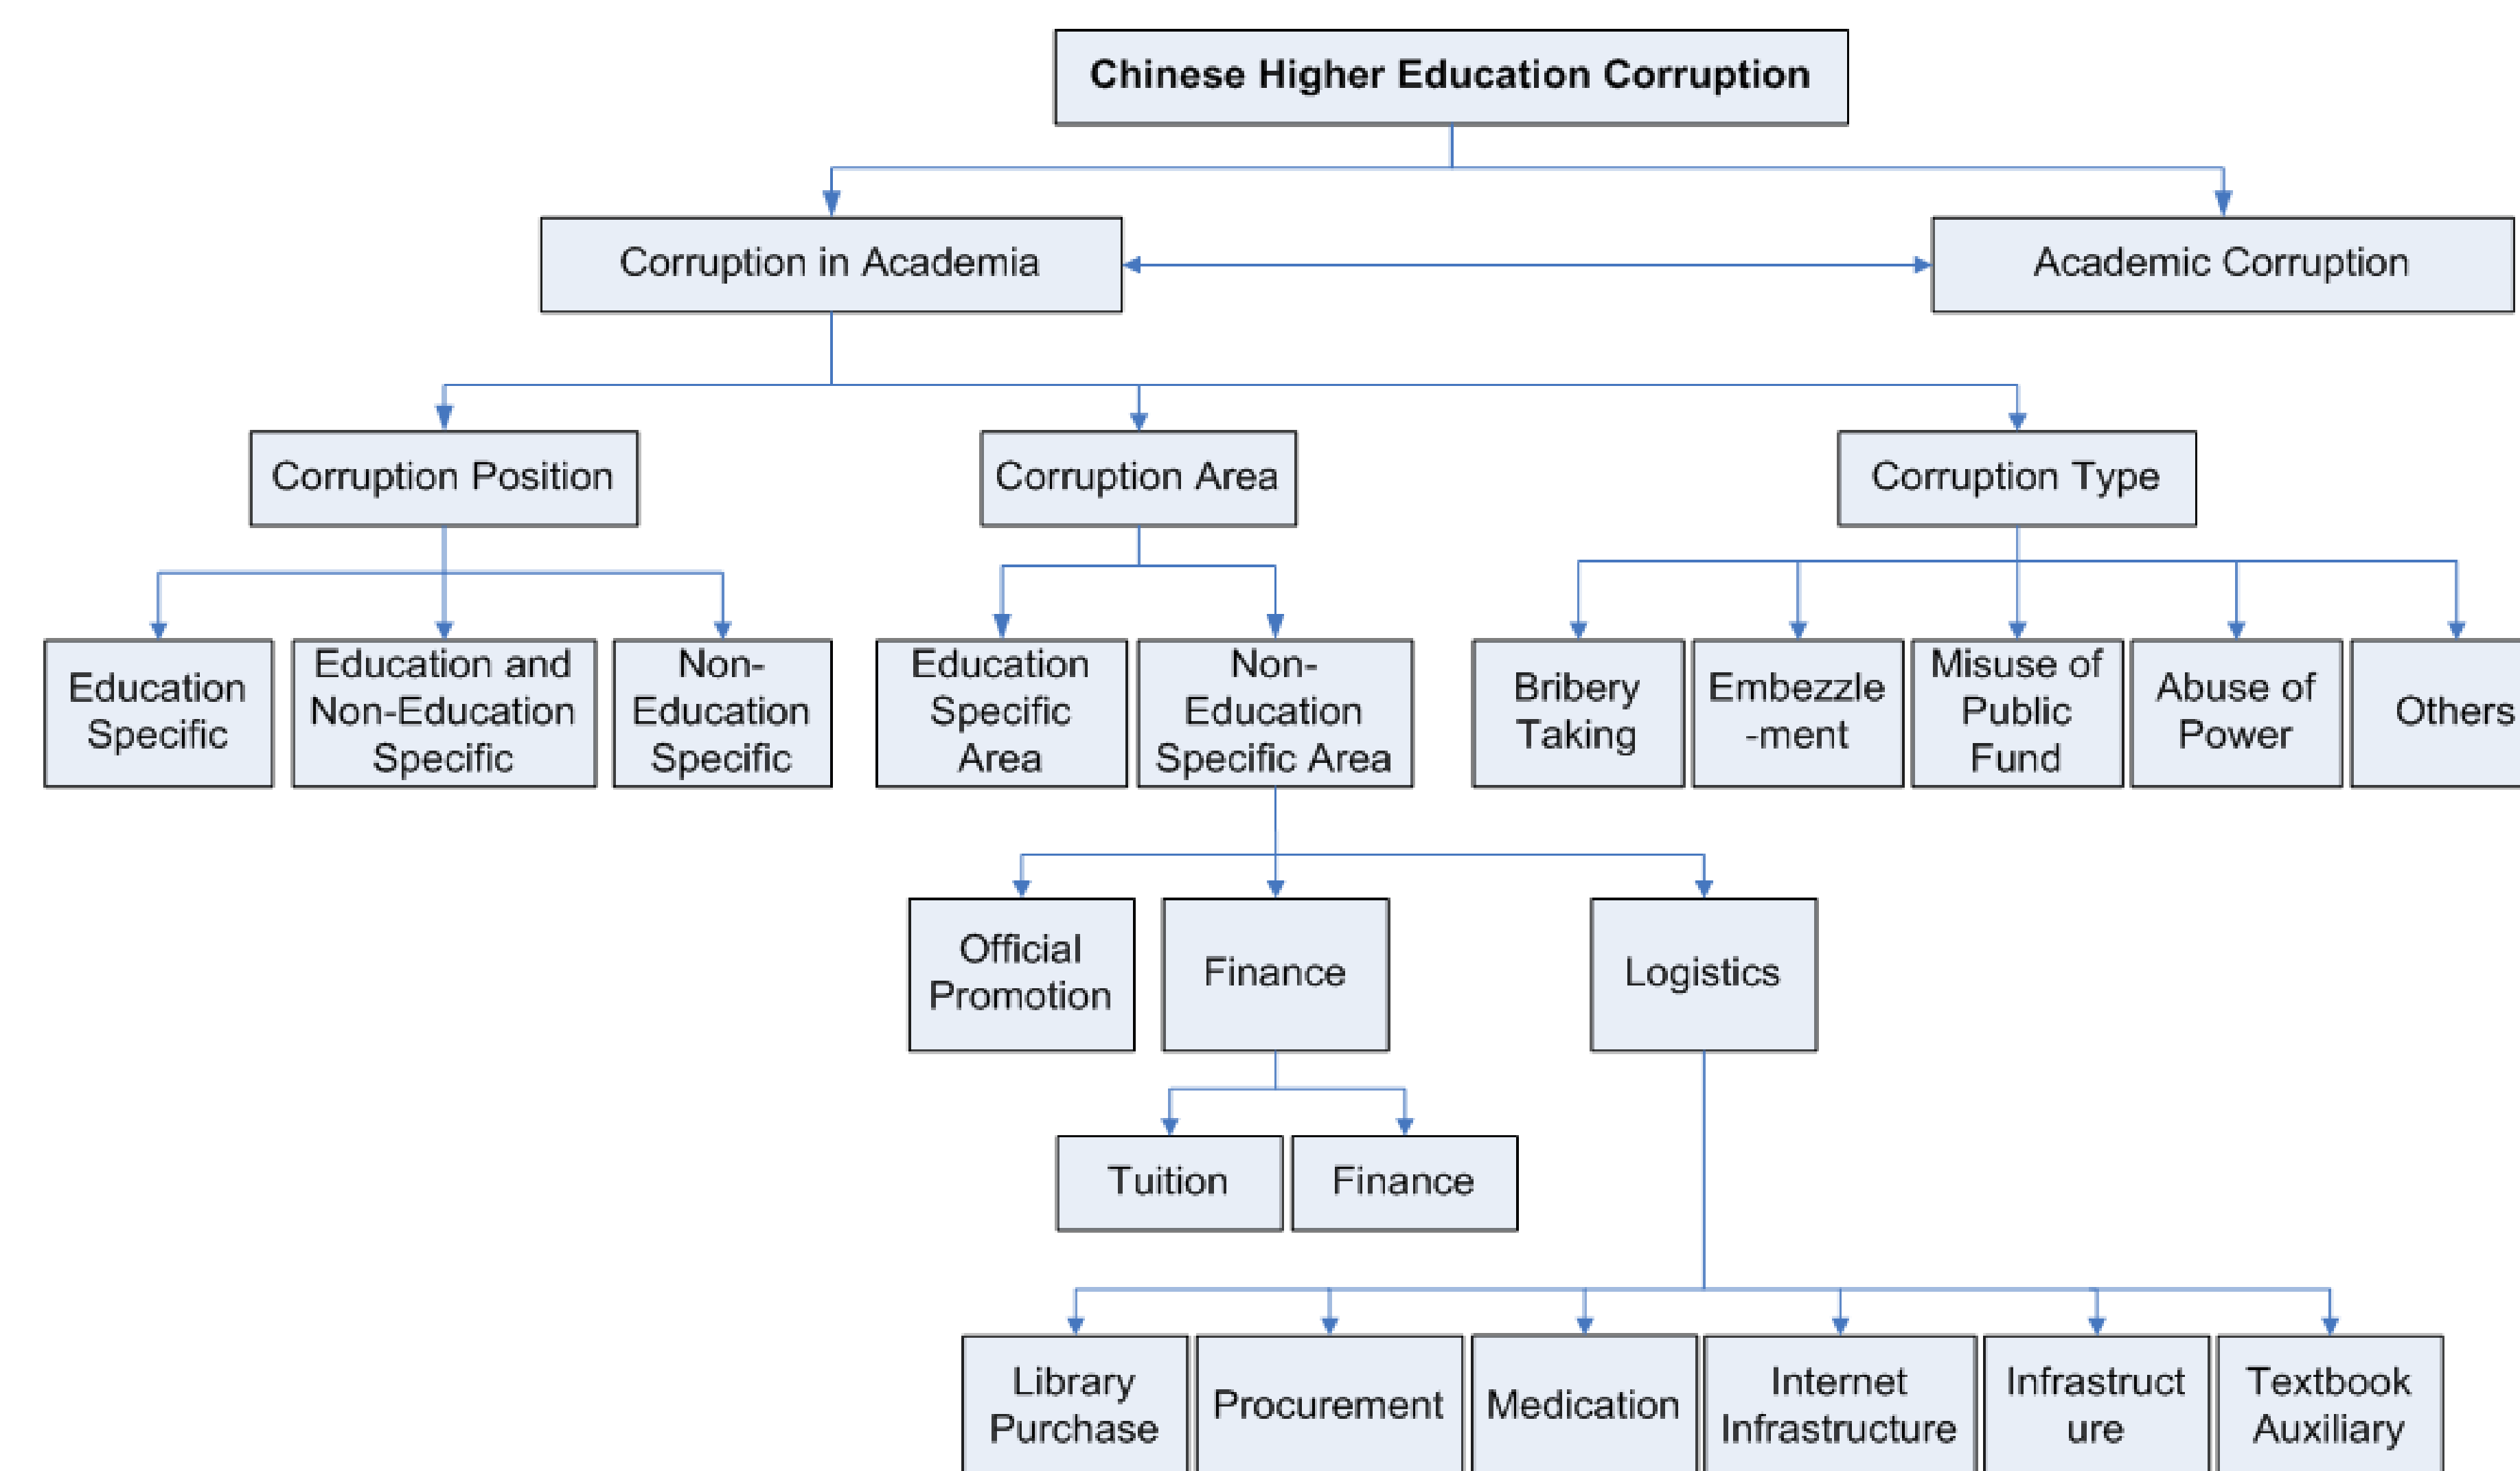 Chinese Higher Education Corruption
Corruption in Academia
Academic Corruption
Corruption Position
Corruption Area
Corruption Type
Education
Specific
Education and
Non-Education
Specific
Non-
Education
Specific
Education
Specific
Area
Non-
Education
Specific Area
Bribery
Taking
Embezzle
-ment
Misuse of
Public
Fund
Abuse of
Power
Others
Official
Promotion
Finance
Logistics
Tuition
Finance
Library
Purchase
Procurement
Medication
Internet
Infrastructure
Infrastruct
ure
Textbook
Auxiliary